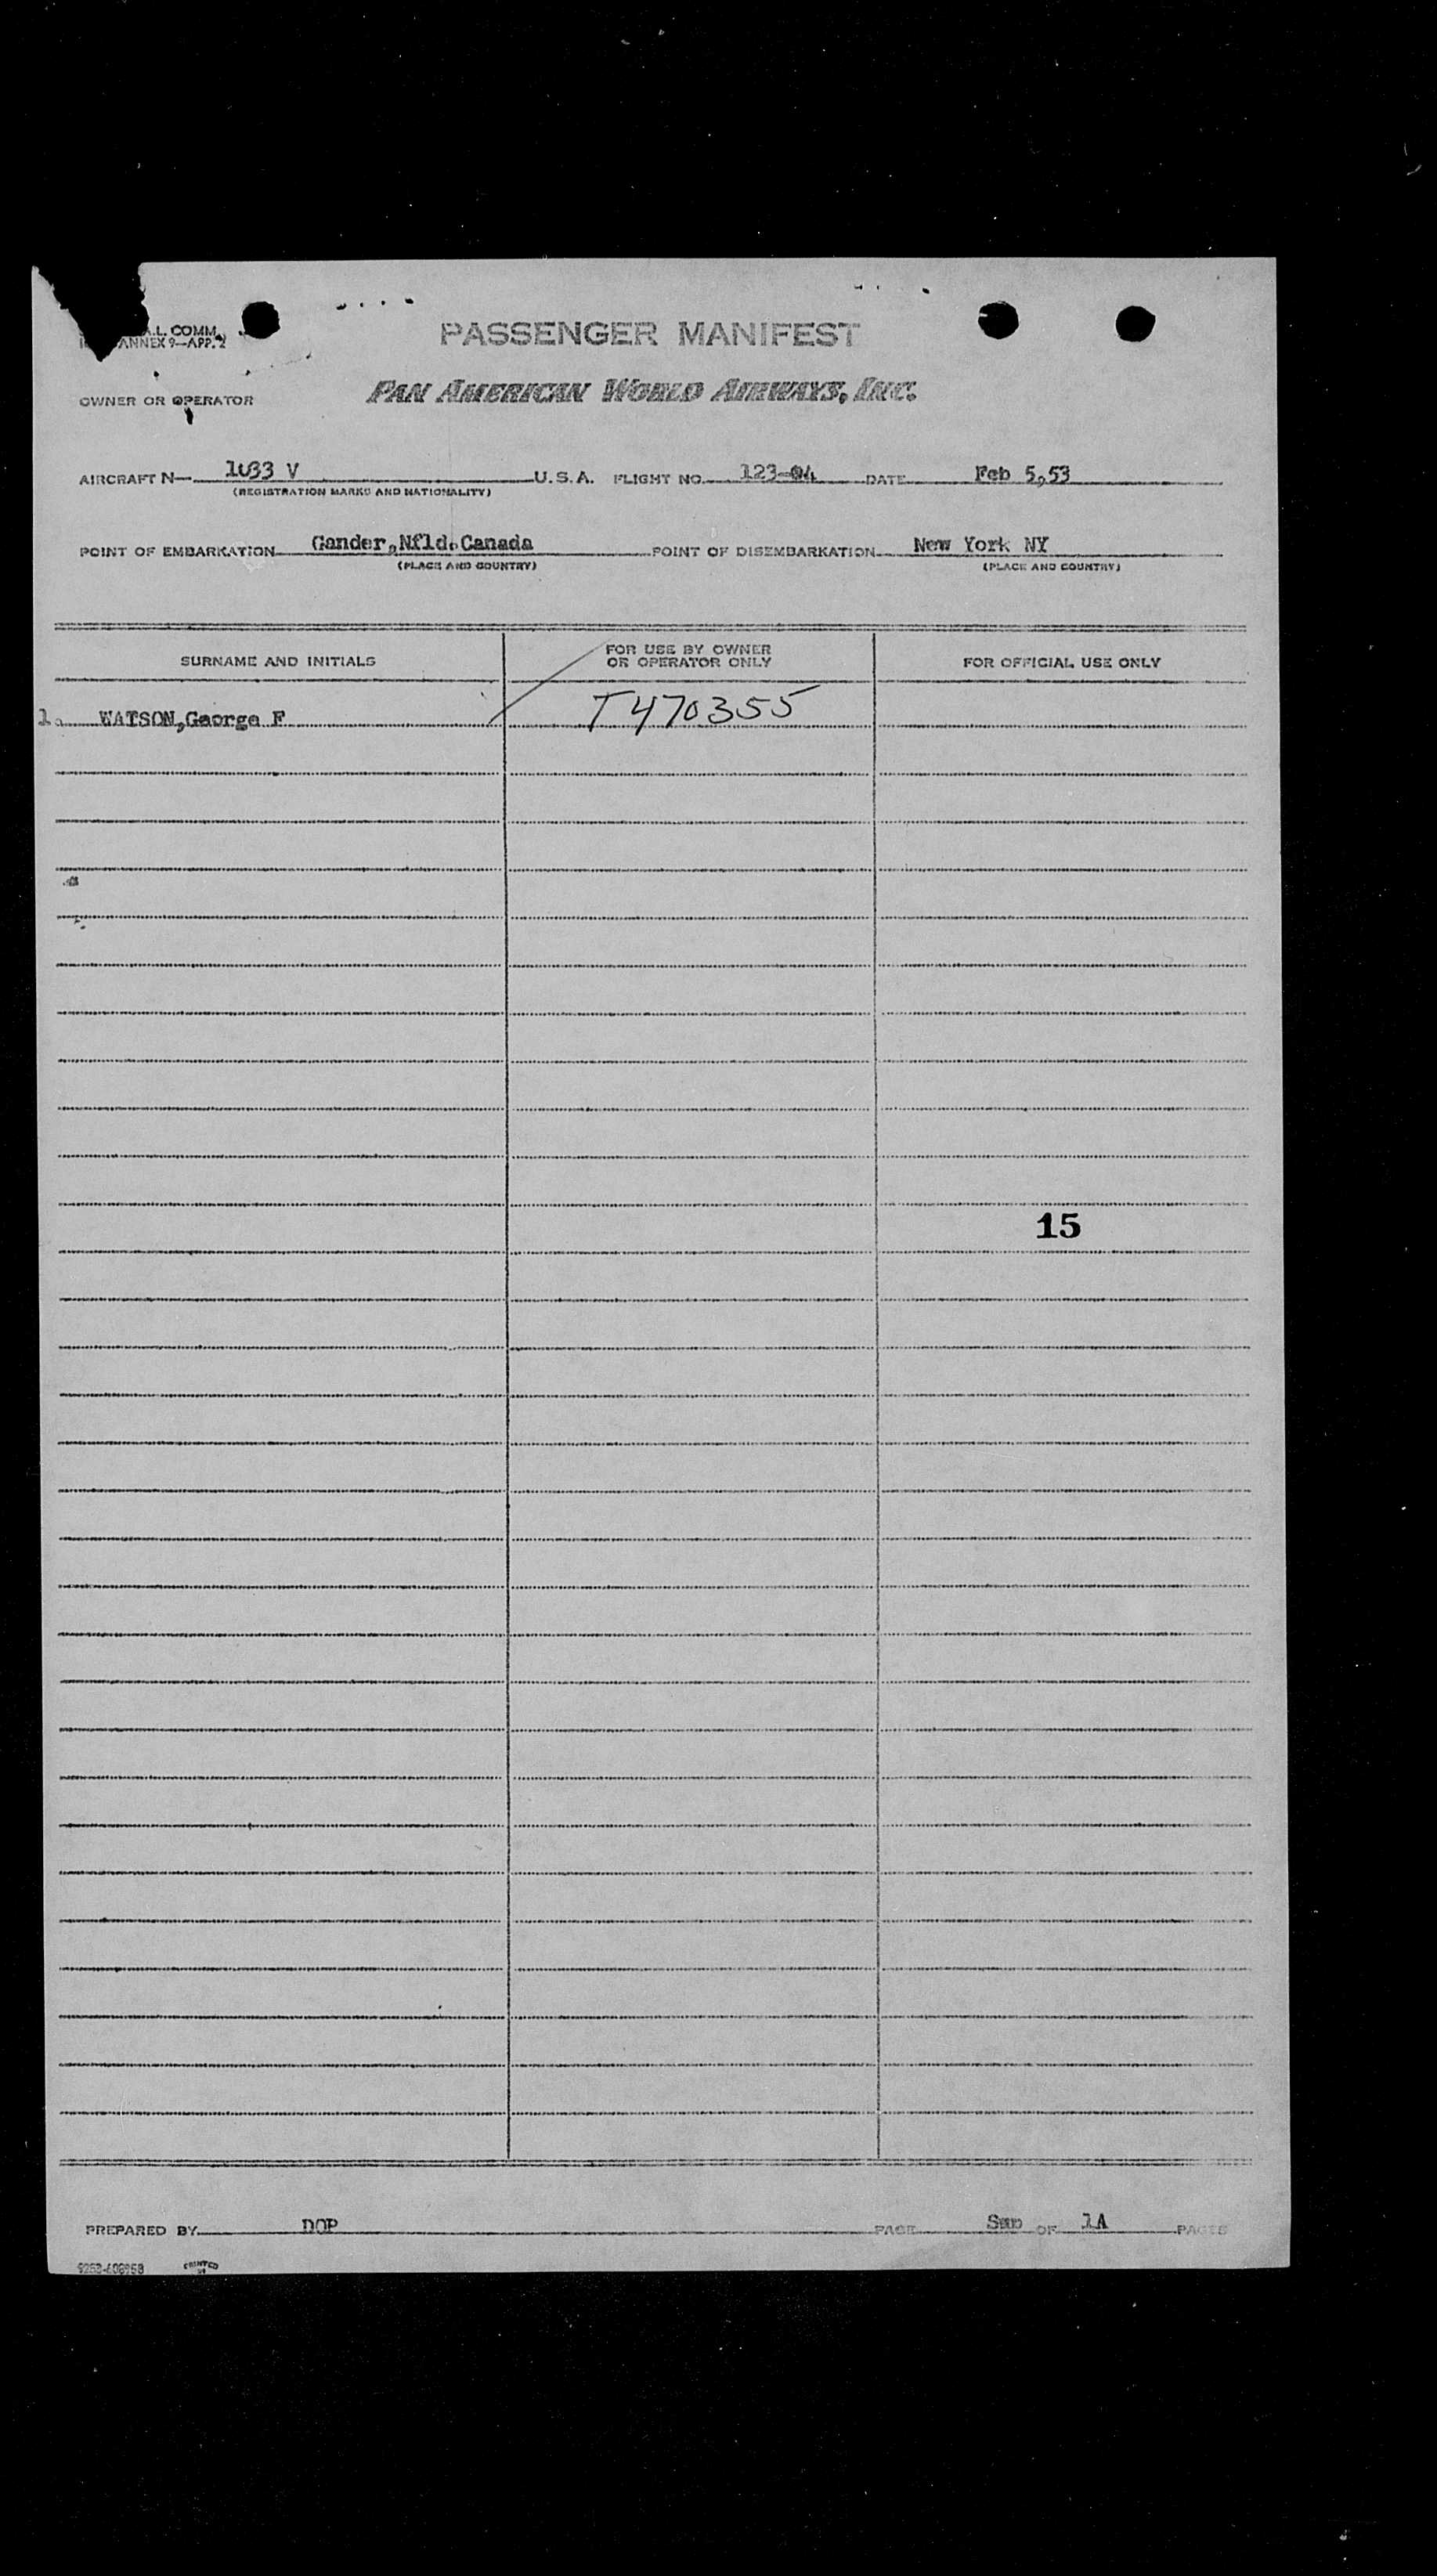 A.L. COMM.
ANNEX 9—APP. 2
PASSENGER MANIFEST
OWNER OR OPERATOR PAN AMERICAN WORLD AIRWAYS, INC.
AIRCRAFT N— 1033 V U. S. A. FLIGHT NO. 123-04 DATE Feb 5,53
(REGISTRATION MARKS AND NATIONALITY)
POINT OF EMBARKATION Gander,Nfld.Canada POINT OF DISEMBARKATION New York NY
(PLACE AND COUNTRY) (PLACE AND COUNTRY)
SURNAME AND INITIALS FOR USE BY OWNER OR OPERATOR ONLY FOR OFFICIAL USE ONLY
1. WATSON,George F T470355
15
PREPARED BY DOP PAGE OF 1A PAGES
PRINTED